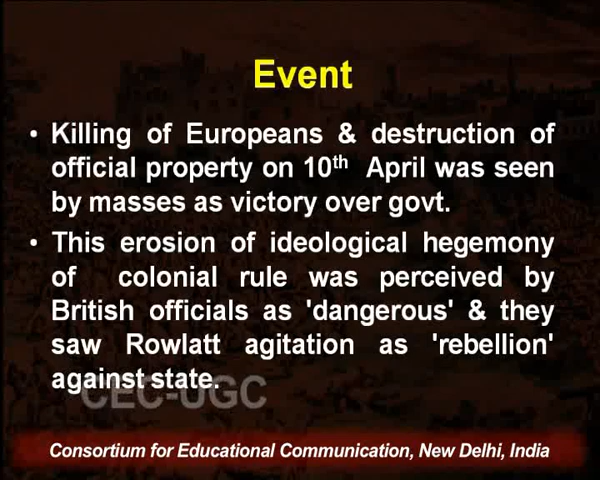 Event
• Killing of Europeans & destruction of
official property on 10th April was seen
by masses as victory over govt.
• This erosion of ideological hegemony
of colonial rule was perceived by
British officials as 'dangerous' & they
saw Rowlatt agitation as 'rebellion'
against state.
CEC-UGC
Consortium for Educational Communication, New Delhi, India